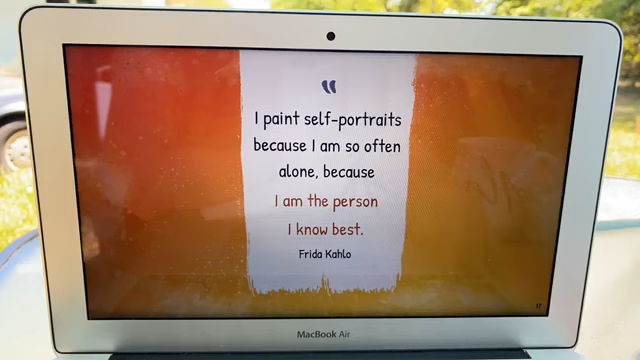 “
I paint self-portraits
because I am so often
alone, because
I am the person
I know best.
Frida Kahlo
17
MacBook Air